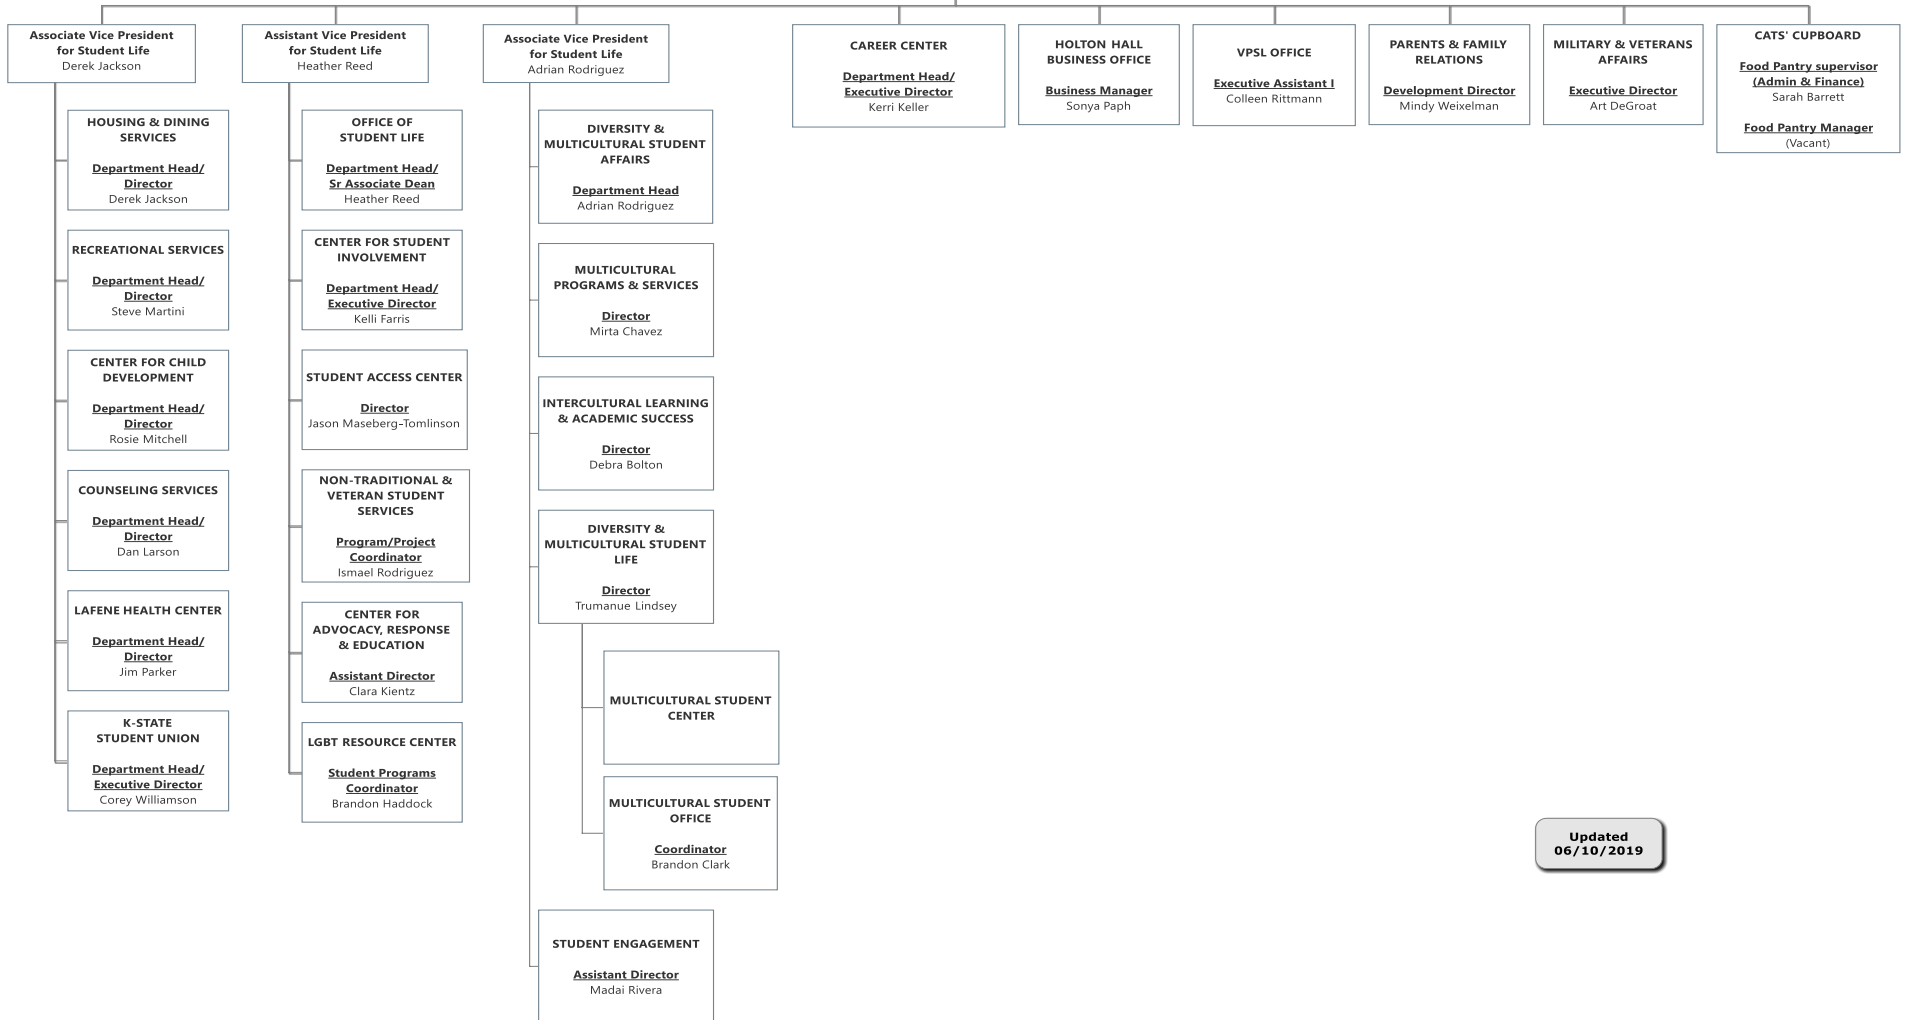 Associate Vice President
for Student Life
Derek Jackson
HOUSING & DINING
SERVICES
Department Head/
Director
Derek Jackson
RECREATIONAL SERVICES
Department Head/
Director
Steve Martini
CENTER FOR CHILD
DEVELOPMENT
Department Head/
Director
Rosie Mitchell
COUNSELING SERVICES
Department Head/
Director
Dan Larson
LAFENE HEALTH CENTER
Department Head/
Director
Jim Parker
K-STATE
STUDENT UNION
Department Head/
Executive Director
Corey Williamson
Assistant Vice President
for Student Life
Heather Reed
OFFICE OF
STUDENT LIFE
Department Head/
Sr Associate Dean
Heather Reed
CENTER FOR STUDENT
INVOLVEMENT
Department Head/
Executive Director
Kelli Farris
STUDENT ACCESS CENTER
Director
Jason Maseberg-Tomlinson
NON-TRADITIONAL &
VETERAN STUDENT
SERVICES
Program/Project
Coordinator
Ismael Rodriguez
CENTER FOR
ADVOCACY, RESPONSE
& EDUCATION
Assistant Director
Clara Kientz
LGBT RESOURCE CENTER
Student Programs
Coordinator
Brandon Haddock
Associate Vice President
for Student Life
Adrian Rodriguez
DIVERSITY &
MULTICULTURAL STUDENT
AFFAIRS
Department Head
Adrian Rodriguez
MULTICULTURAL
PROGRAMS & SERVICES
Director
Mirta Chavez
INTERCULTURAL LEARNING
& ACADEMIC SUCCESS
Director
Debra Bolton
DIVERSITY &
MULTICULTURAL STUDENT
LIFE
Director
Trumanue Lindsey
MULTICULTURAL STUDENT
CENTER
MULTICULTURAL STUDENT
OFFICE
Coordinator
Brandon Clark
STUDENT ENGAGEMENT
Assistant Director
Madai Rivera
CAREER CENTER
Department Head/
Executive Director
Kerri Keller
HOLTON HALL
BUSINESS OFFICE
Business Manager
Sonya Paph
VPSL OFFICE
Executive Assistant I
Colleen Rittmann
PARENTS & FAMILY
RELATIONS
Development Director
Mindy Weixelman
MILITARY & VETERANS
AFFAIRS
Executive Director
Art DeGroat
CATS' CUPBOARD
Food Pantry supervisor
(Admin & Finance)
Sarah Barrett
Food Pantry Manager
(Vacant)
Updated
06/10/2019